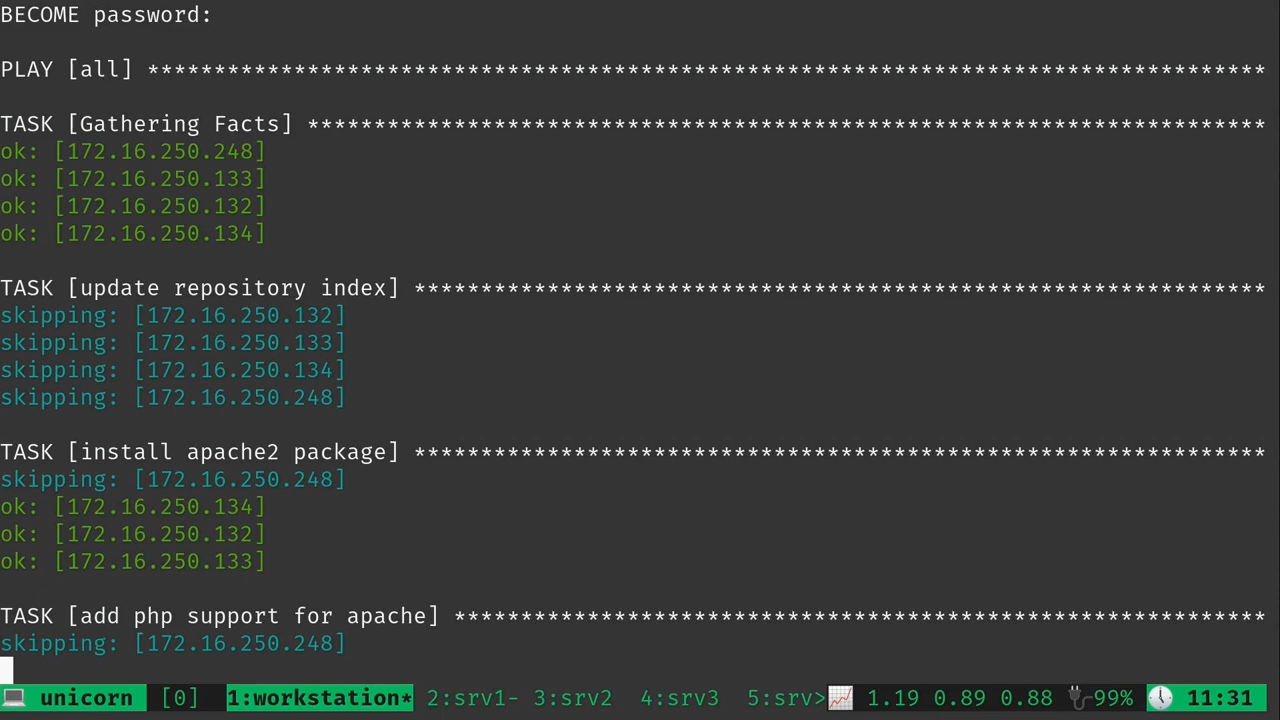 BECOME password:
PLAY [all] ************************************************************************************
TASK [Gathering Facts] ************************************************************************
ok: [172.16.250.248]
ok: [172.16.250.133]
ok: [172.16.250.132]
ok: [172.16.250.134]
TASK [update repository index] ****************************************************************
skipping: [172.16.250.132]
skipping: [172.16.250.133]
skipping: [172.16.250.134]
skipping: [172.16.250.248]
TASK [install apache2 package] ****************************************************************
skipping: [172.16.250.248]
ok: [172.16.250.134]
ok: [172.16.250.132]
ok: [172.16.250.133]
TASK [add php support for apache] *************************************************************
skipping: [172.16.250.248]
unicorn [0] 1:workstation* 2:srv1- 3:srv2 4:srv3 5:srv> 1.19 0.89 0.88 99% 11:31